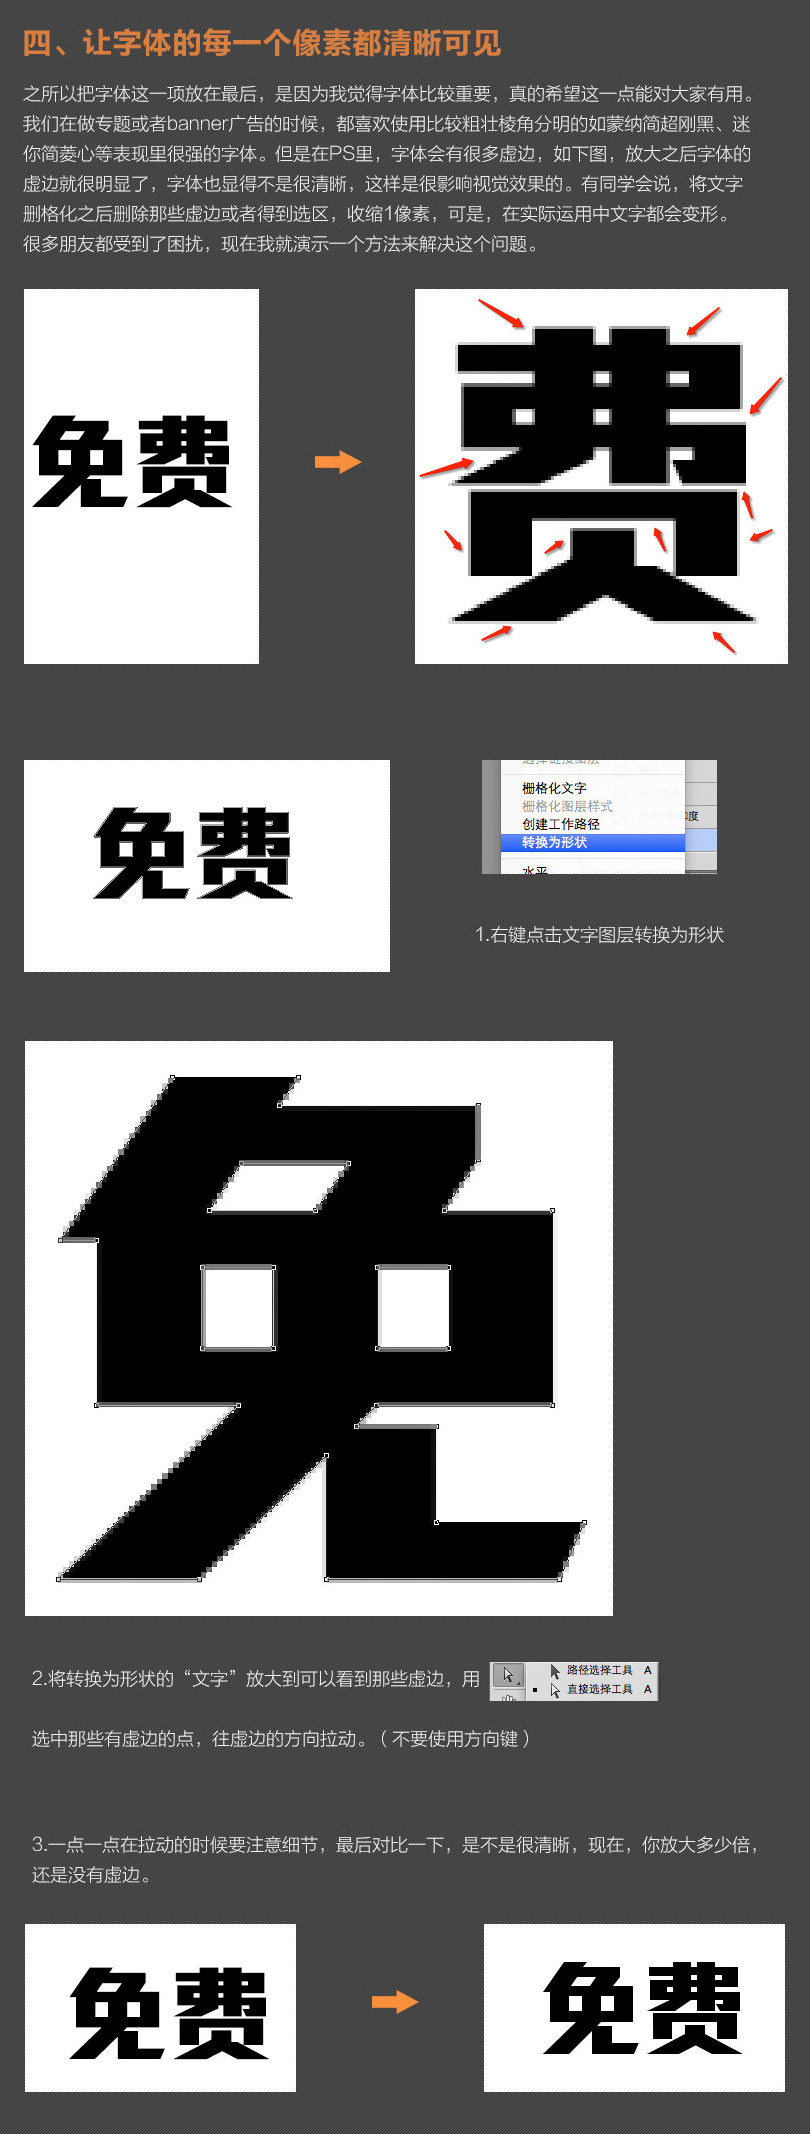 四、让字体的每一个像素都清晰可见
之所以把字体这一项放在最后，是因为我觉得字体比较重要，真的希望这一点能对大家有用。
我们在做专题或者banner广告的时候，都喜欢使用比较粗壮棱角分明的如蒙纳简超刚黑、迷
你简菱心等表现里很强的字体。但是在PS里，字体会有很多虚边，如下图，放大之后字体的
虚边就很明显了，字体也显得不是很清晰，这样是很影响视觉效果的。有同学会说，将文字
删格化之后删除那些虚边或者得到选区，收缩1像素，可是，在实际运用中文字都会变形。
很多朋友都受到了困扰，现在我就演示一个方法来解决这个问题。
免费
费
免费
栅格化文字
栅格化图层样式
创建工作路径
度
转换为形状
水平
1.右键点击文字图层转换为形状
免
2.将转换为形状的“文字”放大到可以看到那些虚边，用
路径选择工具 A
直接选择工具 A
选中那些有虚边的点，往虚边的方向拉动。（不要使用方向键）
3.一点一点在拉动的时候要注意细节，最后对比一下，是不是很清晰，现在，你放大多少倍，
还是没有虚边。
免费
免费